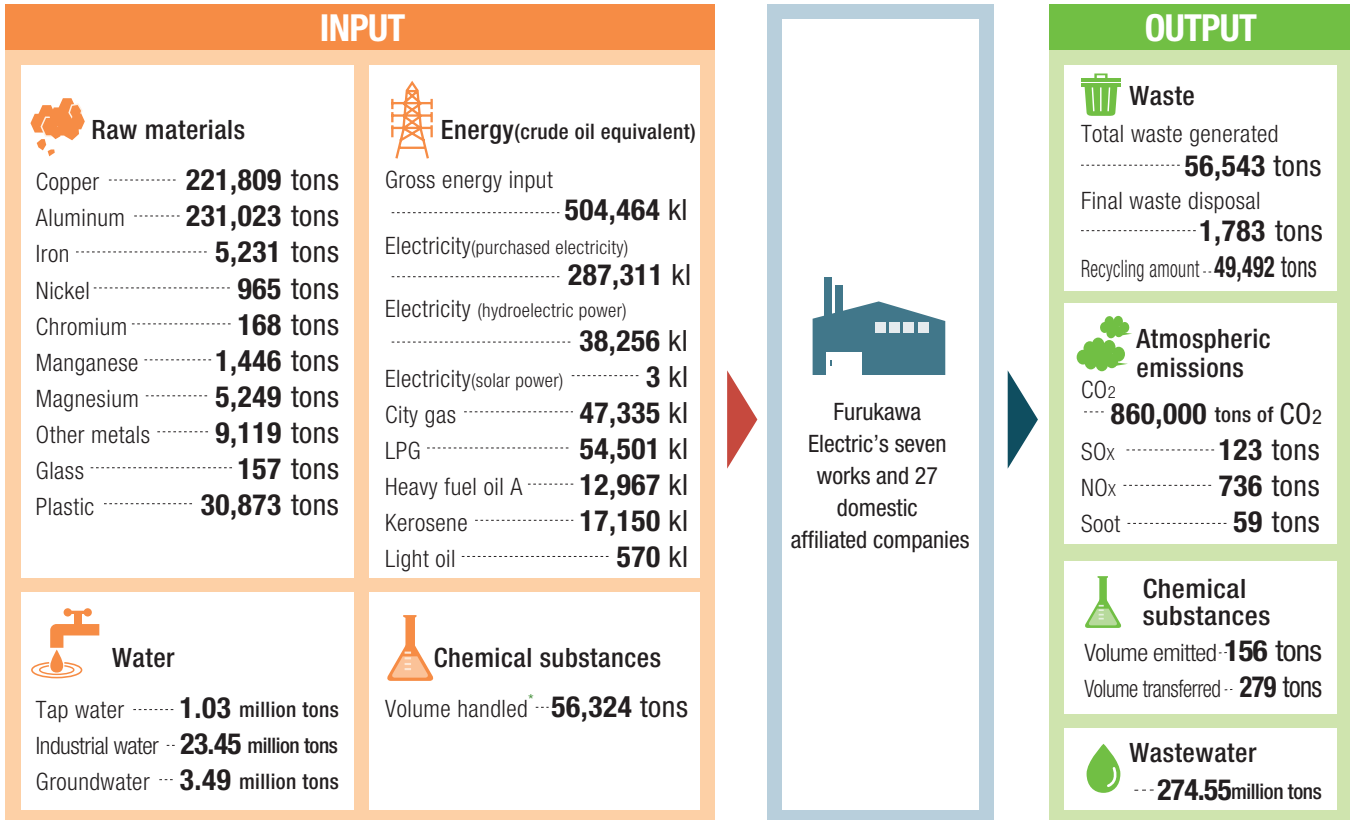 INPUT
Raw materials
Copper 221,809 tons
Aluminum 231,023 tons
Iron 5,231 tons
Nickel 965 tons
Chromium 168 tons
Manganese 1,446 tons
Magnesium 5,249 tons
Other metals 9,119 tons
Glass 157 tons
Plastic 30,873 tons
Energy(crude oil equivalent)
Gross energy input
504,464 kl
Electricity(purchased electricity)
287,311 kl
Electricity (hydroelectric power)
38,256 kl
Electricity(solar power) 3 kl
City gas 47,335 kl
LPG 54,501 kl
Heavy fuel oil A 12,967 kl
Kerosene 17,150 kl
Light oil 570 kl
Water
Tap water 1.03 million tons
Industrial water 23.45 million tons
Groundwater 3.49 million tons
Chemical substances
Volume handled* 56,324 tons
Furukawa
Electric's seven
works and 27
domestic
affiliated companies
OUTPUT
Waste
Total waste generated
56,543 tons
Final waste disposal
1,783 tons
Recycling amount 49,492 tons
Atmospheric
emissions
CO2
860,000 tons of CO2
SOx 123 tons
NOx 736 tons
Soot 59 tons
Chemical
substances
Volume emitted 156 tons
Volume transferred 279 tons
Wastewater
274.55million tons